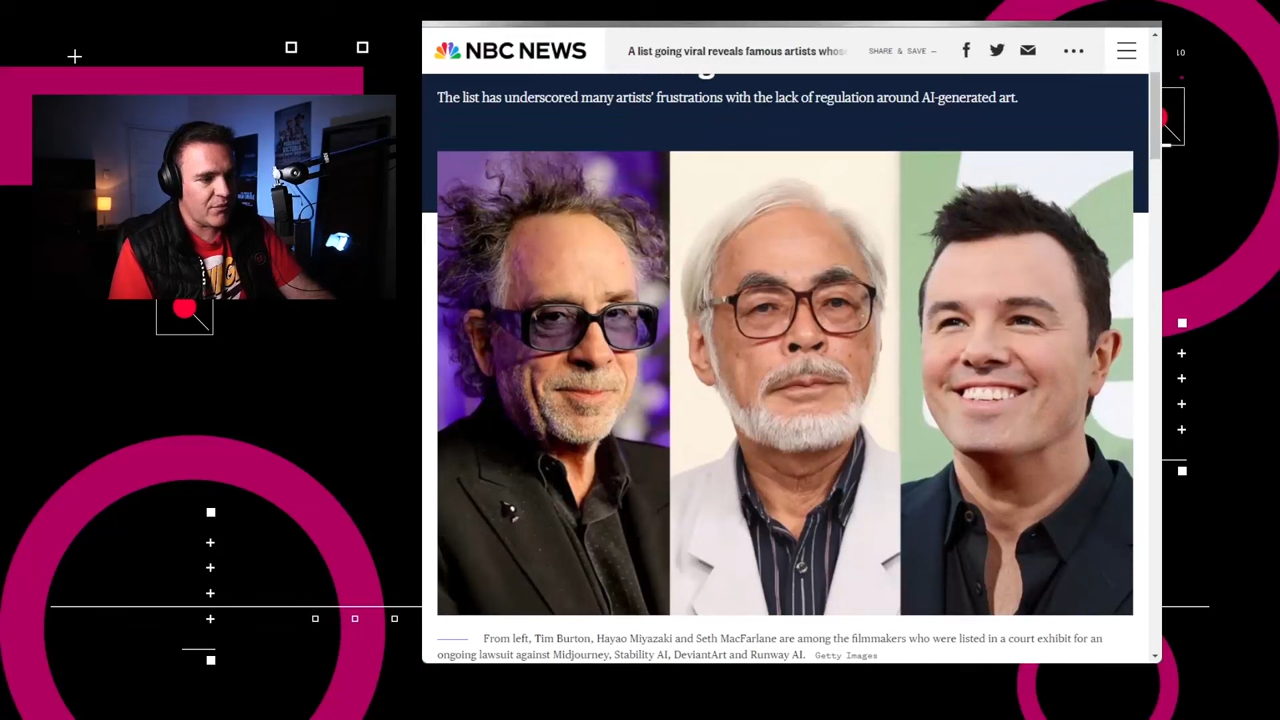 NBC NEWS
A list going viral reveals famous artists whose
SHARE & SAVE —
The list has underscored many artists' frustrations with the lack of regulation around AI-generated art.
From left, Tim Burton, Hayao Miyazaki and Seth MacFarlane are among the filmmakers who were listed in a court exhibit for an
ongoing lawsuit against Midjourney, Stability AI, DeviantArt and Runway AI. Getty Images